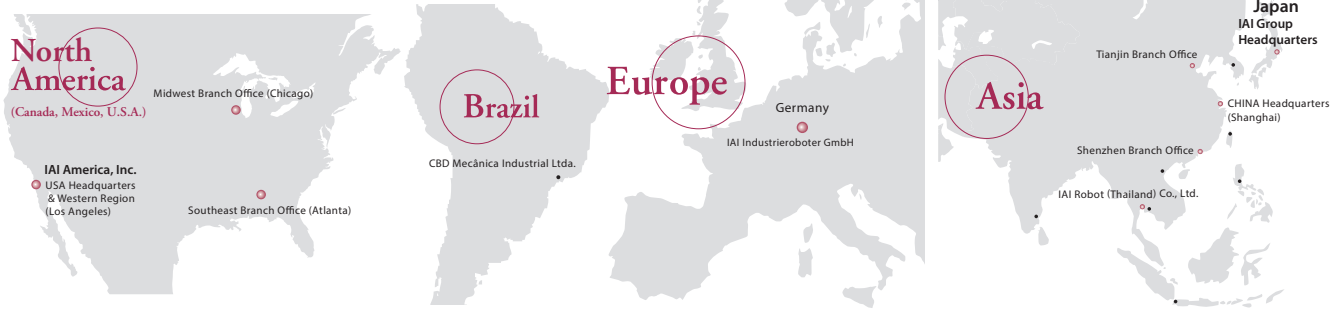 North
America
(Canada, Mexico, U.S.A.)
Midwest Branch Office (Chicago)
IAI America, Inc.
USA Headquarters
& Western Region
(Los Angeles)
Southeast Branch Office (Atlanta)
Brazil
CBD Mecânica Industrial Ltda.
Europe
Germany
IAI Industrieroboter GmbH
Japan
IAI Group
Headquarters
Tianjin Branch Office
Asia
CHINA Headquarters
(Shanghai)
Shenzhen Branch Office
IAI Robot (Thailand) Co., Ltd.